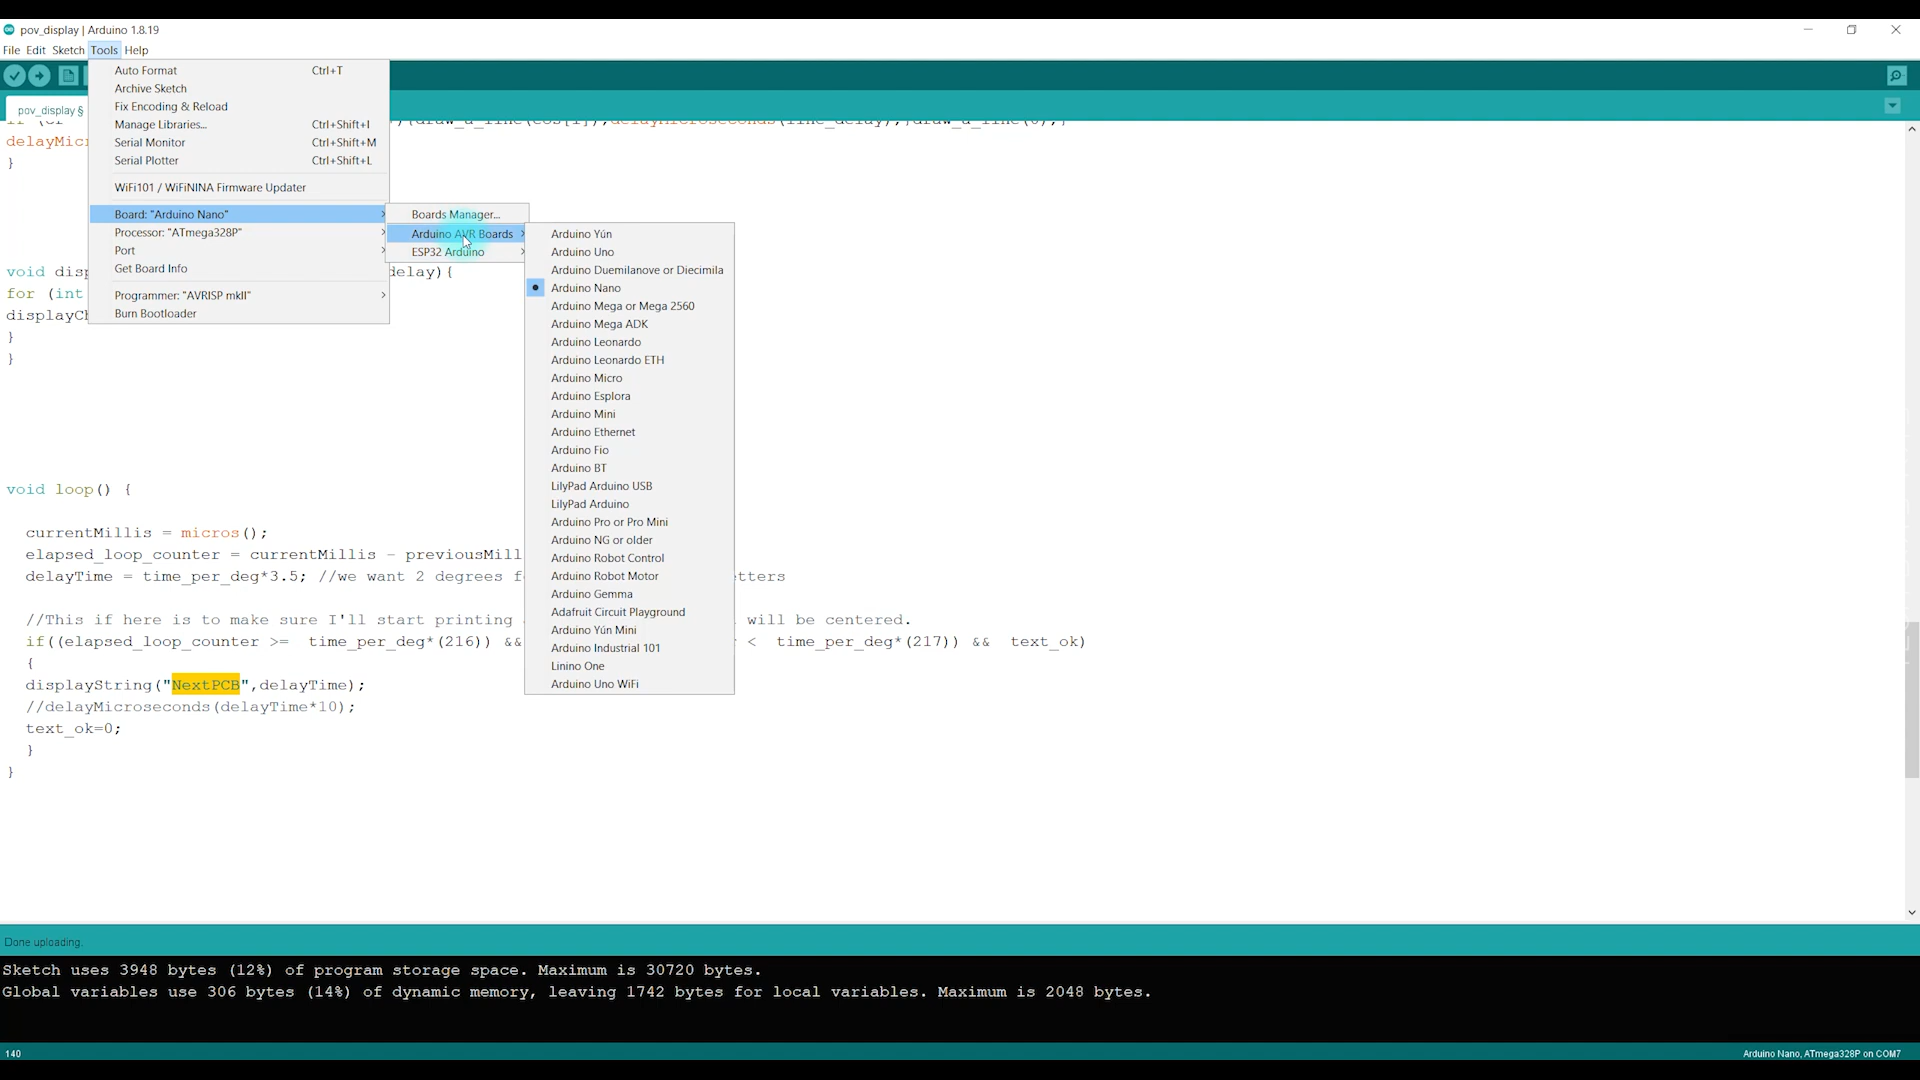 pov_display | Arduino 1.8.19
File Edit Sketch Tools Help
Auto Format Ctrl+T
Archive Sketch
Fix Encoding & Reload
Manage Libraries... Ctrl+Shift+I
Serial Monitor Ctrl+Shift+M
Serial Plotter Ctrl+Shift+L
WiFi101 / WiFiNINA Firmware Updater
Board: "Arduino Nano"
Processor: "ATmega328P"
Port
Get Board Info
Programmer: "AVRISP mkII"
Burn Bootloader
Boards Manager...
Arduino AVR Boards
ESP32 Arduino
Arduino Yún
Arduino Uno
Arduino Duemilanove or Diecimila
Arduino Nano
Arduino Mega or Mega 2560
Arduino Mega ADK
Arduino Leonardo
Arduino Leonardo ETH
Arduino Micro
Arduino Esplora
Arduino Mini
Arduino Ethernet
Arduino Fio
Arduino BT
LilyPad Arduino USB
LilyPad Arduino
Arduino Pro or Pro Mini
Arduino NG or older
Arduino Robot Control
Arduino Robot Motor
Arduino Gemma
Adafruit Circuit Playground
Arduino Yún Mini
Arduino Industrial 101
Linino One
Arduino Uno WiFi
pov_display §
delayMicr
}
void disp elay){
for (int
displayCh
}
}
void loop() {
currentMillis = micros();
elapsed_loop_counter = currentMillis - previousMill
delayTime = time_per_deg*3.5; //we want 2 degrees f tters
//This if here is to make sure I'll start printing will be centered.
if((elapsed_loop_counter >= time_per_deg*(216)) && < time_per_deg*(217)) && text_ok)
{
displayString("NextPCB",delayTime);
//delayMicroseconds(delayTime*10);
text_ok=0;
}
}
Done uploading.
Sketch uses 3948 bytes (12%) of program storage space. Maximum is 30720 bytes.
Global variables use 306 bytes (14%) of dynamic memory, leaving 1742 bytes for local variables. Maximum is 2048 bytes.
140 Arduino Nano, ATmega328P on COM7